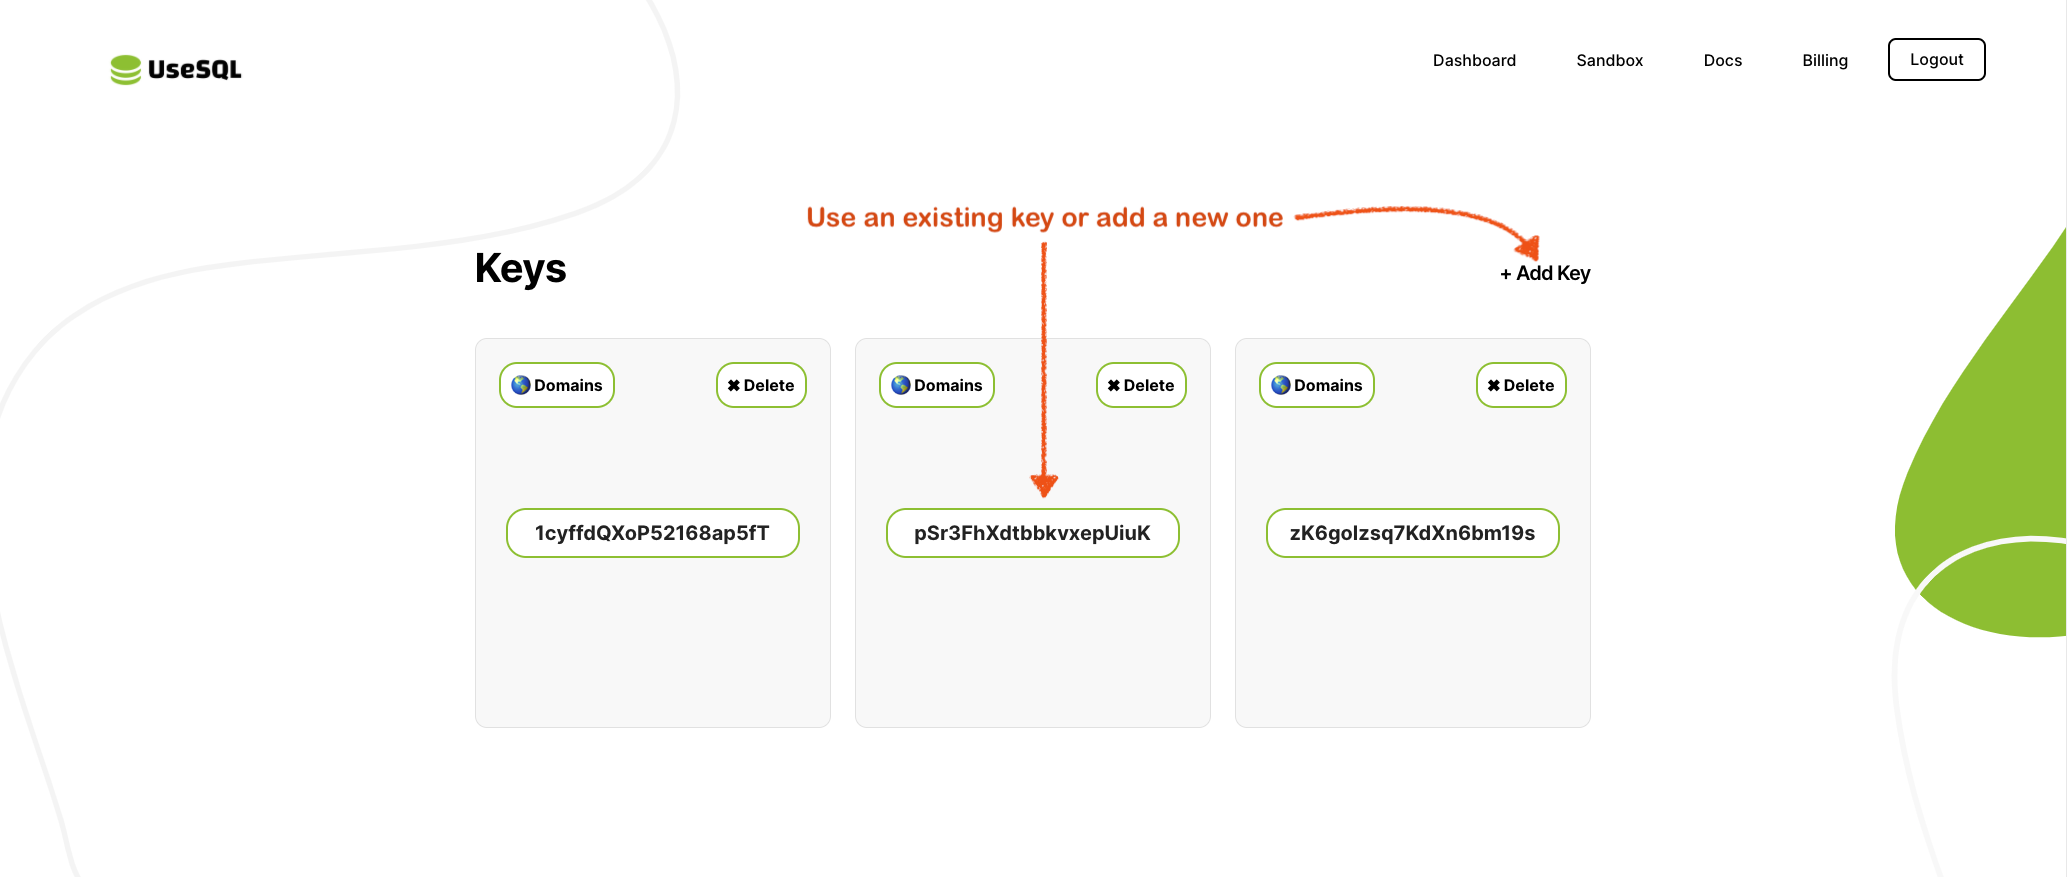 UseSQL
Dashboard Sandbox Docs Billing Logout
Use an existing key or add a new one
Keys
+ Add Key
Domains ✖ Delete Domains ✖ Delete Domains ✖ Delete
1cyffdQXoP52168ap5fT pSr3FhXdtbbkvxepUiuK zK6golzsq7KdXn6bm19s